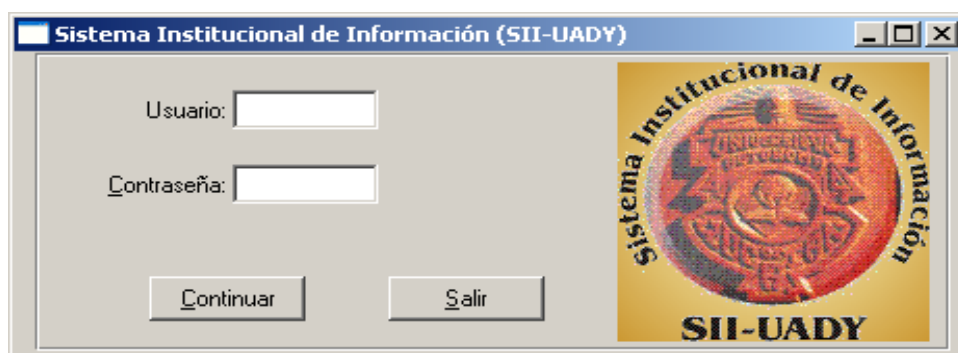 Sistema Institucional de Información (SII-UADY)
Usuario:
Contraseña:
Continuar
Salir
Sistema Institucional de Información
SII-UADY